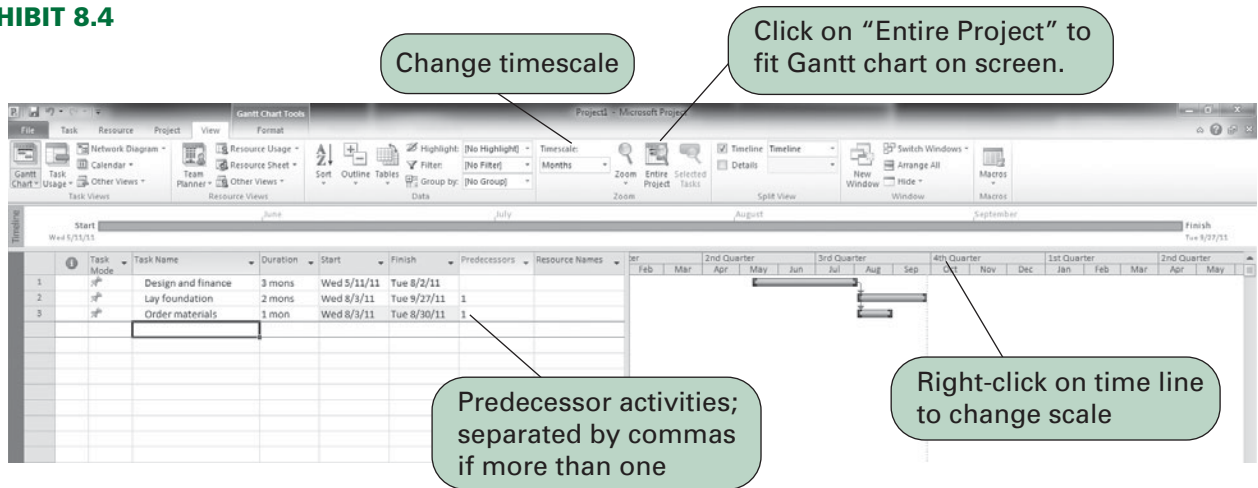 HIBIT 8.4
Change timescale
Click on “Entire Project” to
fit Gantt chart on screen.
Gantt Chart Tools
Project1 - Microsoft Project
File Task Resource Project View Format
Gantt
Chart
Task
Usage
Network Diagram
Calendar
Other Views
Task Views
Team
Planner
Resource Usage
Resource Sheet
Other Views
Resource Views
Sort
Outline
Tables
Highlight: [No Highlight]
Filter: [No Filter]
Group by: [No Group]
Data
Timescale:
Months
Zoom
Entire
Project
Selected
Tasks
Zoom
Timeline Timeline
Details
Split View
New
Window
Switch Windows
Arrange All
Hide
Window
Macros
Macros
Timeline
Start
Wed 5/11/11
June July August September
Finish
Tue 9/27/11
Task
Mode
Task Name Duration Start Finish Predecessors Resource Names
er 2nd Quarter 3rd Quarter 4th Quarter 1st Quarter 2nd Quarter
Feb Mar Apr May Jun Jul Aug Sep Oct Nov Dec Jan Feb Mar Apr May
1 Design and finance 3 mons Wed 5/11/11 Tue 8/2/11
2 Lay foundation 2 mons Wed 8/3/11 Tue 9/27/11 1
3 Order materials 1 mon Wed 8/3/11 Tue 8/30/11 1
Predecessor activities;
separated by commas
if more than one
Right-click on time line
to change scale